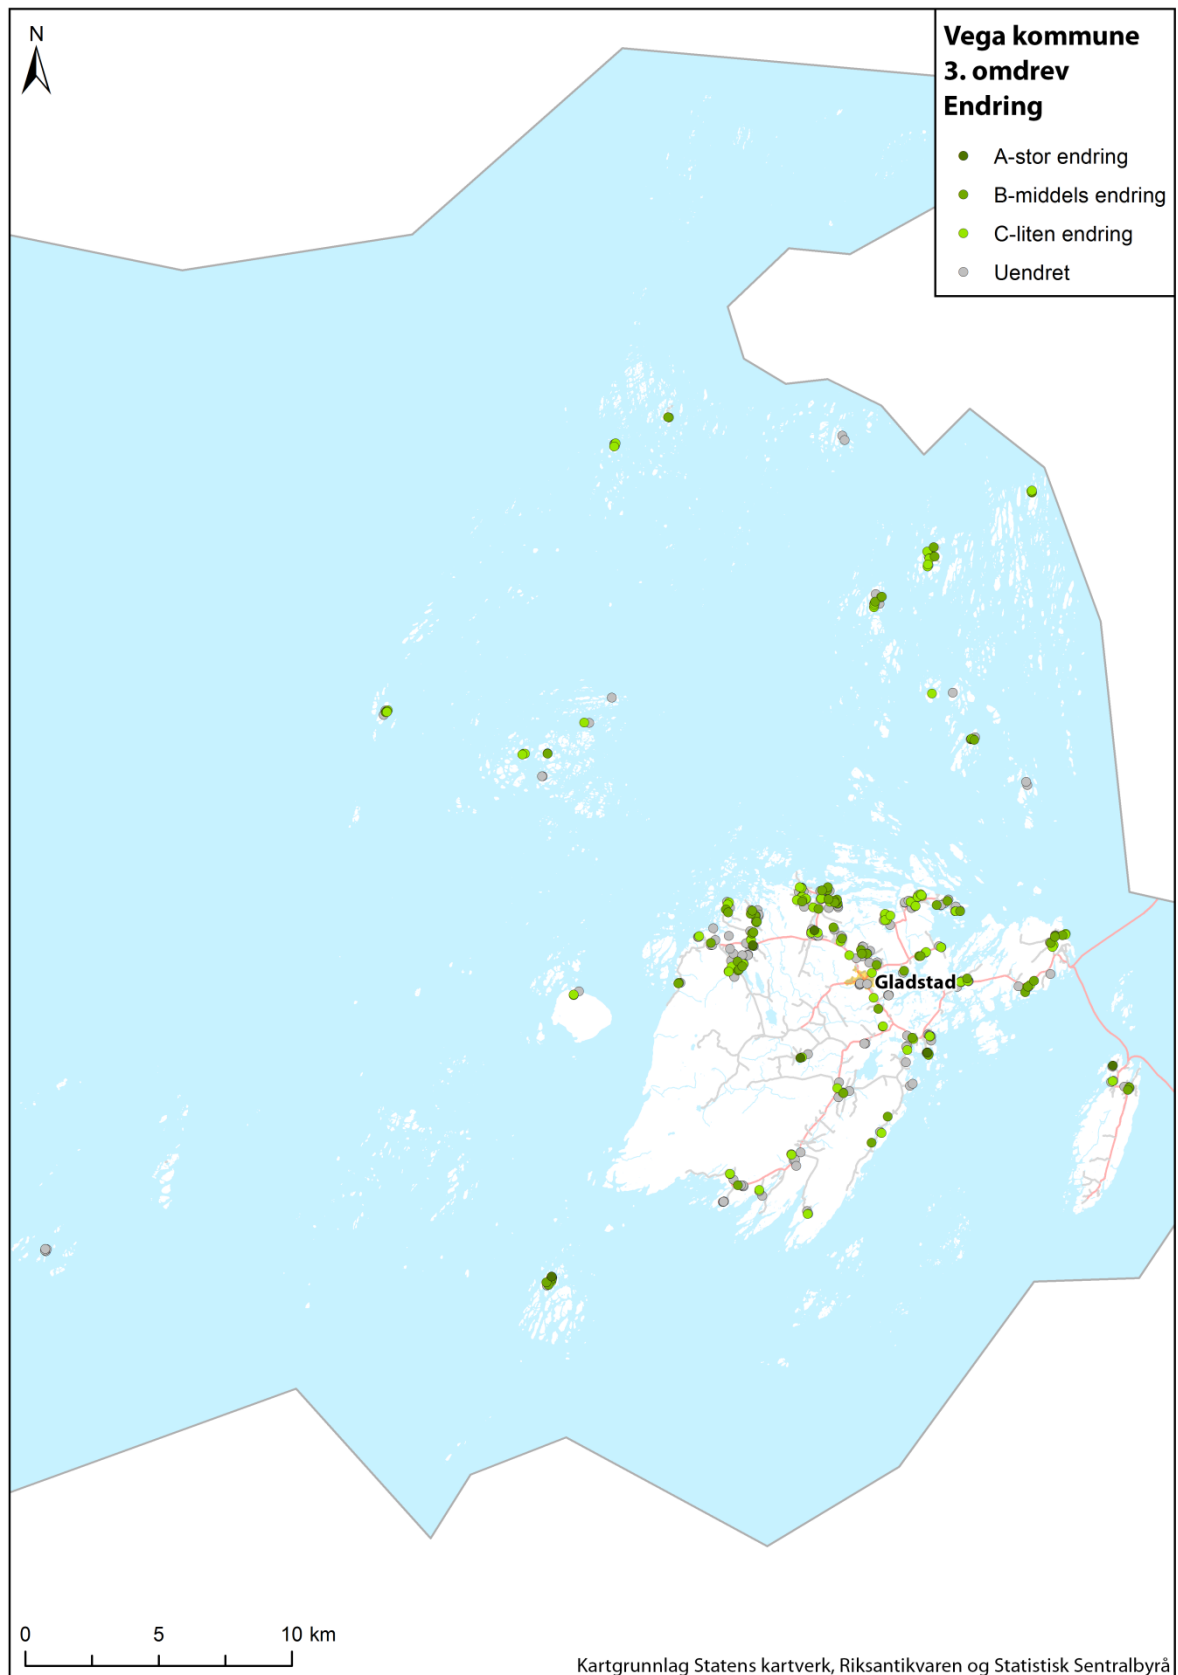 N
Vega kommune
3. omdrev
Endring
A-stor endring
B-middels endring
C-liten endring
Uendret
Gladstad
0 5 10 km
Kartgrunnlag Statens kartverk, Riksantikvaren og Statistisk Sentralbyrå